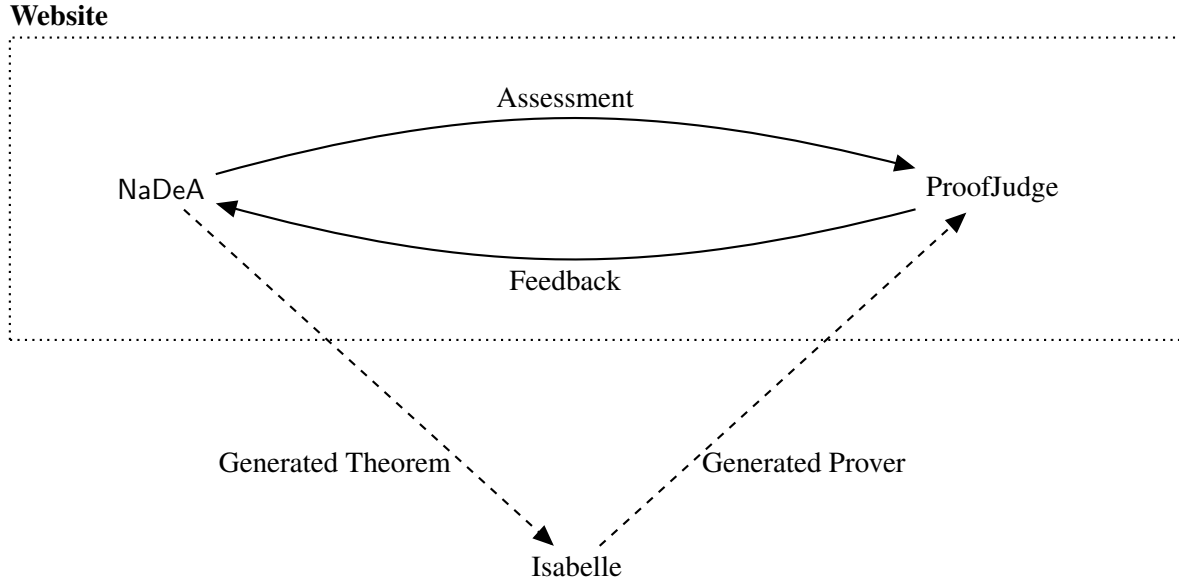 Website
Assessment
NaDeA
ProofJudge
Feedback
Generated Theorem
Generated Prover
Isabelle